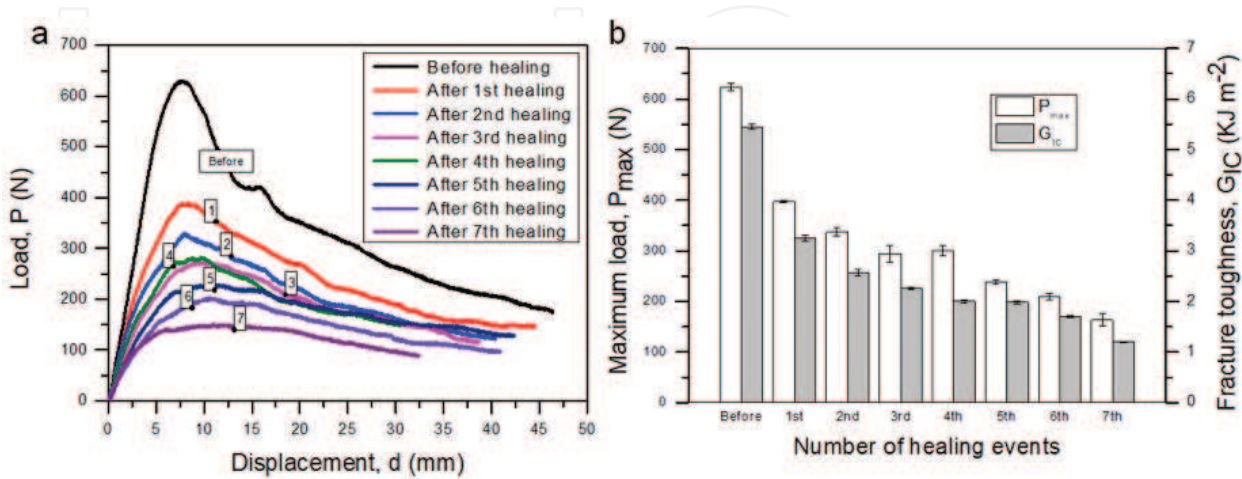 a
700
600
500
400
300
200
100
0
Load, P (N)
0 5 10 15 20 25 30 35 40 45 50
Displacement, d (mm)
Before healing
After 1st healing
After 2nd healing
After 3rd healing
After 4th healing
After 5th healing
After 6th healing
After 7th healing
Before
1
2
3
4
5
6
7
b
700
600
500
400
300
200
100
0
Maximum load, Pmax (N)
7
6
5
4
3
2
1
0
Fracture toughness, GIC (KJ m-2)
Pmax
GIC
Before 1st 2nd 3rd 4th 5th 6th 7th
Number of healing events